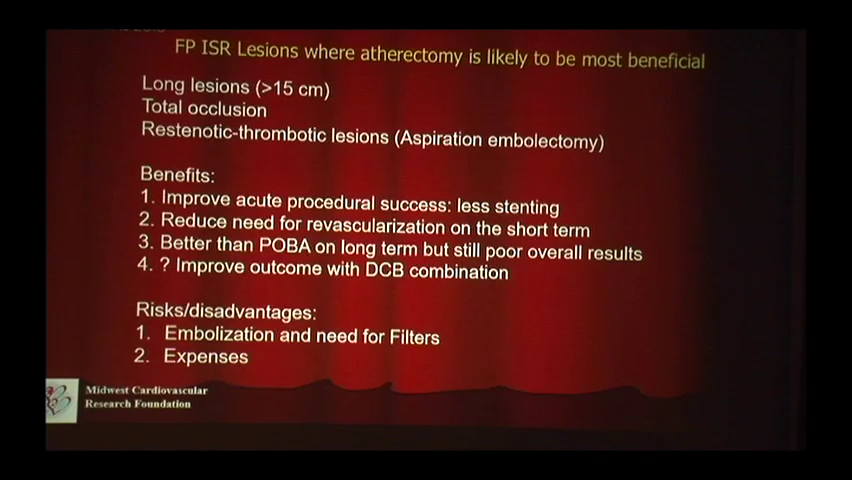 FP ISR Lesions where atherectomy is likely to be most beneficial
Long lesions (>15 cm)
Total occlusion
Restenotic-thrombotic lesions (Aspiration embolectomy)
Benefits:
1. Improve acute procedural success: less stenting
2. Reduce need for revascularization on the short term
3. Better than POBA on long term but still poor overall results
4. ? Improve outcome with DCB combination
Risks/disadvantages:
1. Embolization and need for Filters
2. Expenses
Midwest Cardiovascular
Research Foundation